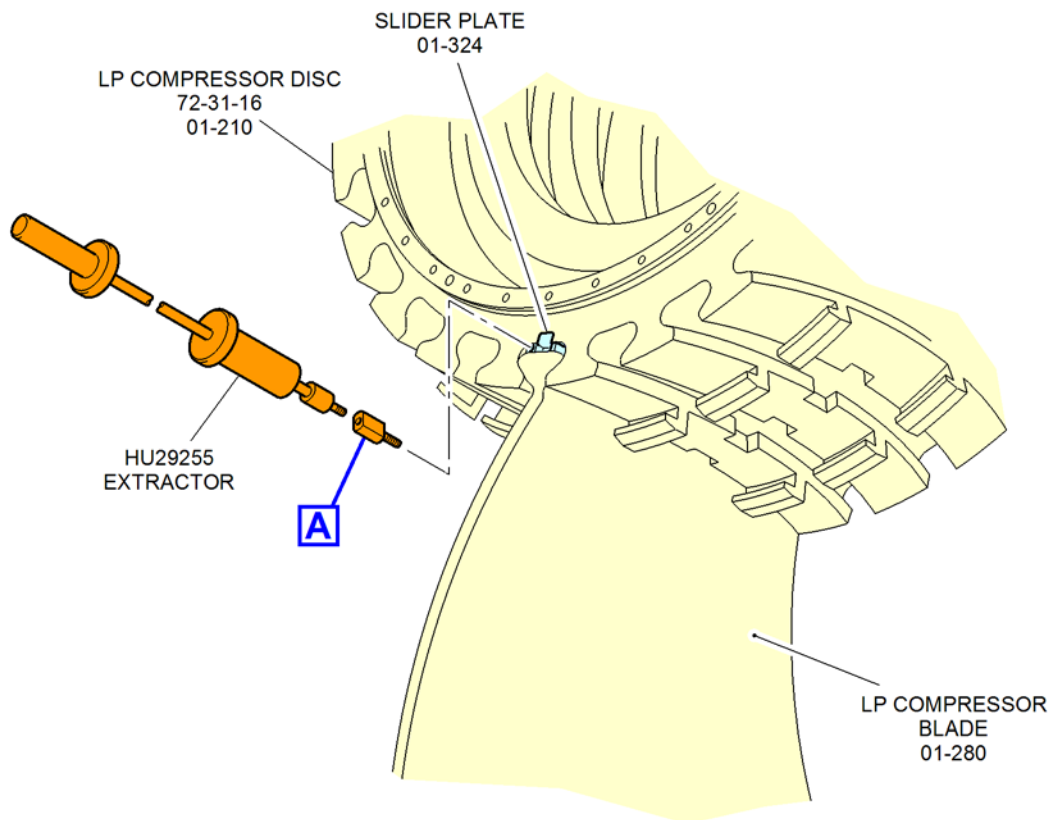 SLIDER PLATE
01-324
LP COMPRESSOR DISC
72-31-16
01-210
HU29255
EXTRACTOR
A
LP COMPRESSOR
BLADE
01-280